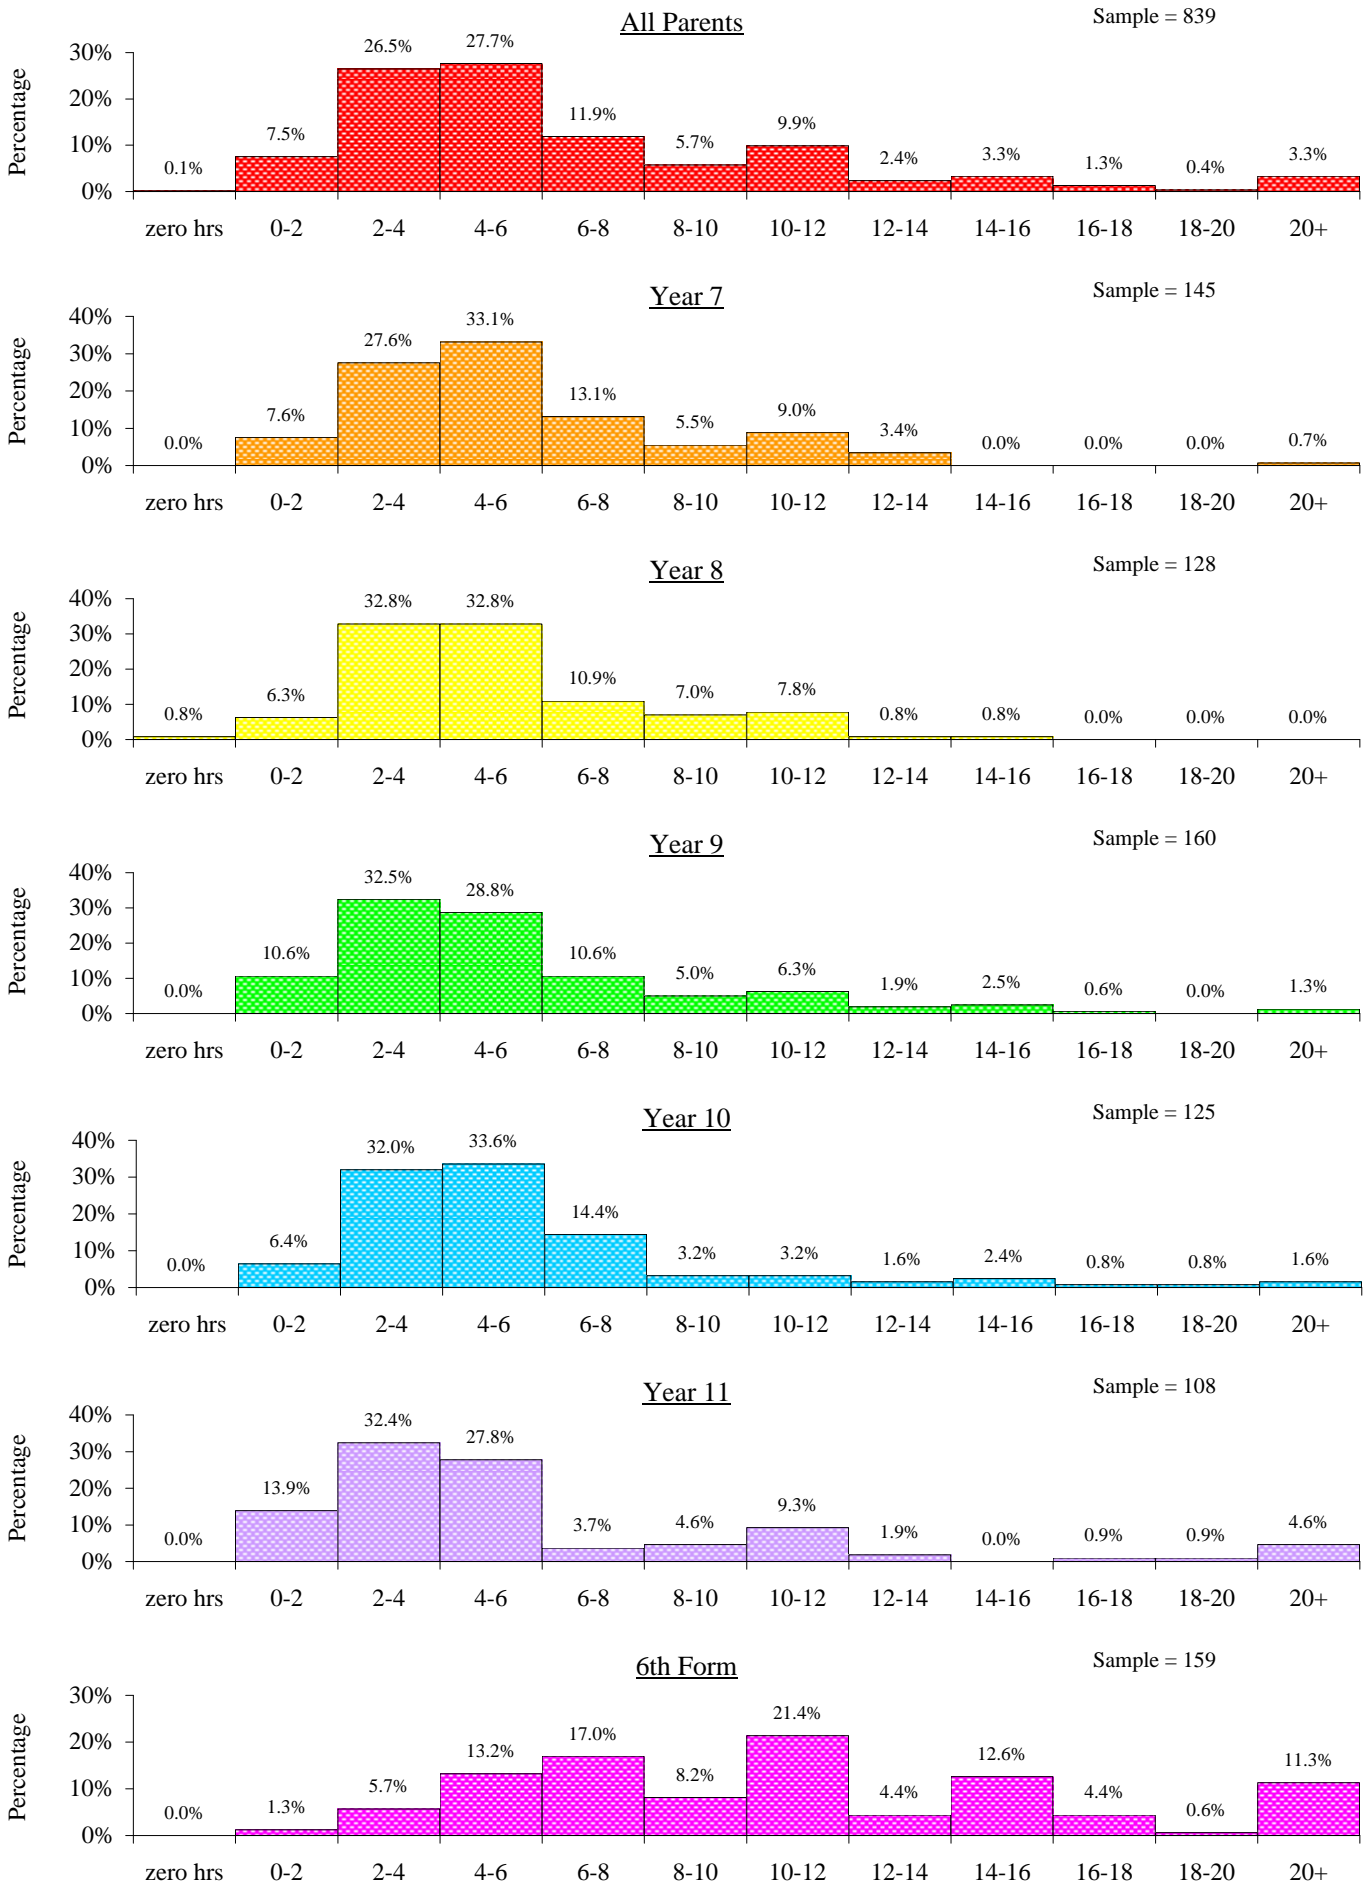 All Parents
Sample = 839
Percentage
30%
20%
10%
0%
0.1% 7.5% 26.5% 27.7% 11.9% 5.7% 9.9% 2.4% 3.3% 1.3% 0.4% 3.3%
zero hrs 0-2 2-4 4-6 6-8 8-10 10-12 12-14 14-16 16-18 18-20 20+
Year 7
Sample = 145
Percentage
40%
30%
20%
10%
0%
0.0% 7.6% 27.6% 33.1% 13.1% 5.5% 9.0% 3.4% 0.0% 0.0% 0.0% 0.7%
zero hrs 0-2 2-4 4-6 6-8 8-10 10-12 12-14 14-16 16-18 18-20 20+
Year 8
Sample = 128
Percentage
40%
30%
20%
10%
0%
0.8% 6.3% 32.8% 32.8% 10.9% 7.0% 7.8% 0.8% 0.8% 0.0% 0.0% 0.0%
zero hrs 0-2 2-4 4-6 6-8 8-10 10-12 12-14 14-16 16-18 18-20 20+
Year 9
Sample = 160
Percentage
40%
30%
20%
10%
0%
0.0% 10.6% 32.5% 28.8% 10.6% 5.0% 6.3% 1.9% 2.5% 0.6% 0.0% 1.3%
zero hrs 0-2 2-4 4-6 6-8 8-10 10-12 12-14 14-16 16-18 18-20 20+
Year 10
Sample = 125
Percentage
40%
30%
20%
10%
0%
0.0% 6.4% 32.0% 33.6% 14.4% 3.2% 3.2% 1.6% 2.4% 0.8% 0.8% 1.6%
zero hrs 0-2 2-4 4-6 6-8 8-10 10-12 12-14 14-16 16-18 18-20 20+
Year 11
Sample = 108
Percentage
40%
30%
20%
10%
0%
0.0% 13.9% 32.4% 27.8% 3.7% 4.6% 9.3% 1.9% 0.0% 0.9% 0.9% 4.6%
zero hrs 0-2 2-4 4-6 6-8 8-10 10-12 12-14 14-16 16-18 18-20 20+
6th Form
Sample = 159
Percentage
30%
20%
10%
0%
0.0% 1.3% 5.7% 13.2% 17.0% 8.2% 21.4% 4.4% 12.6% 4.4% 0.6% 11.3%
zero hrs 0-2 2-4 4-6 6-8 8-10 10-12 12-14 14-16 16-18 18-20 20+